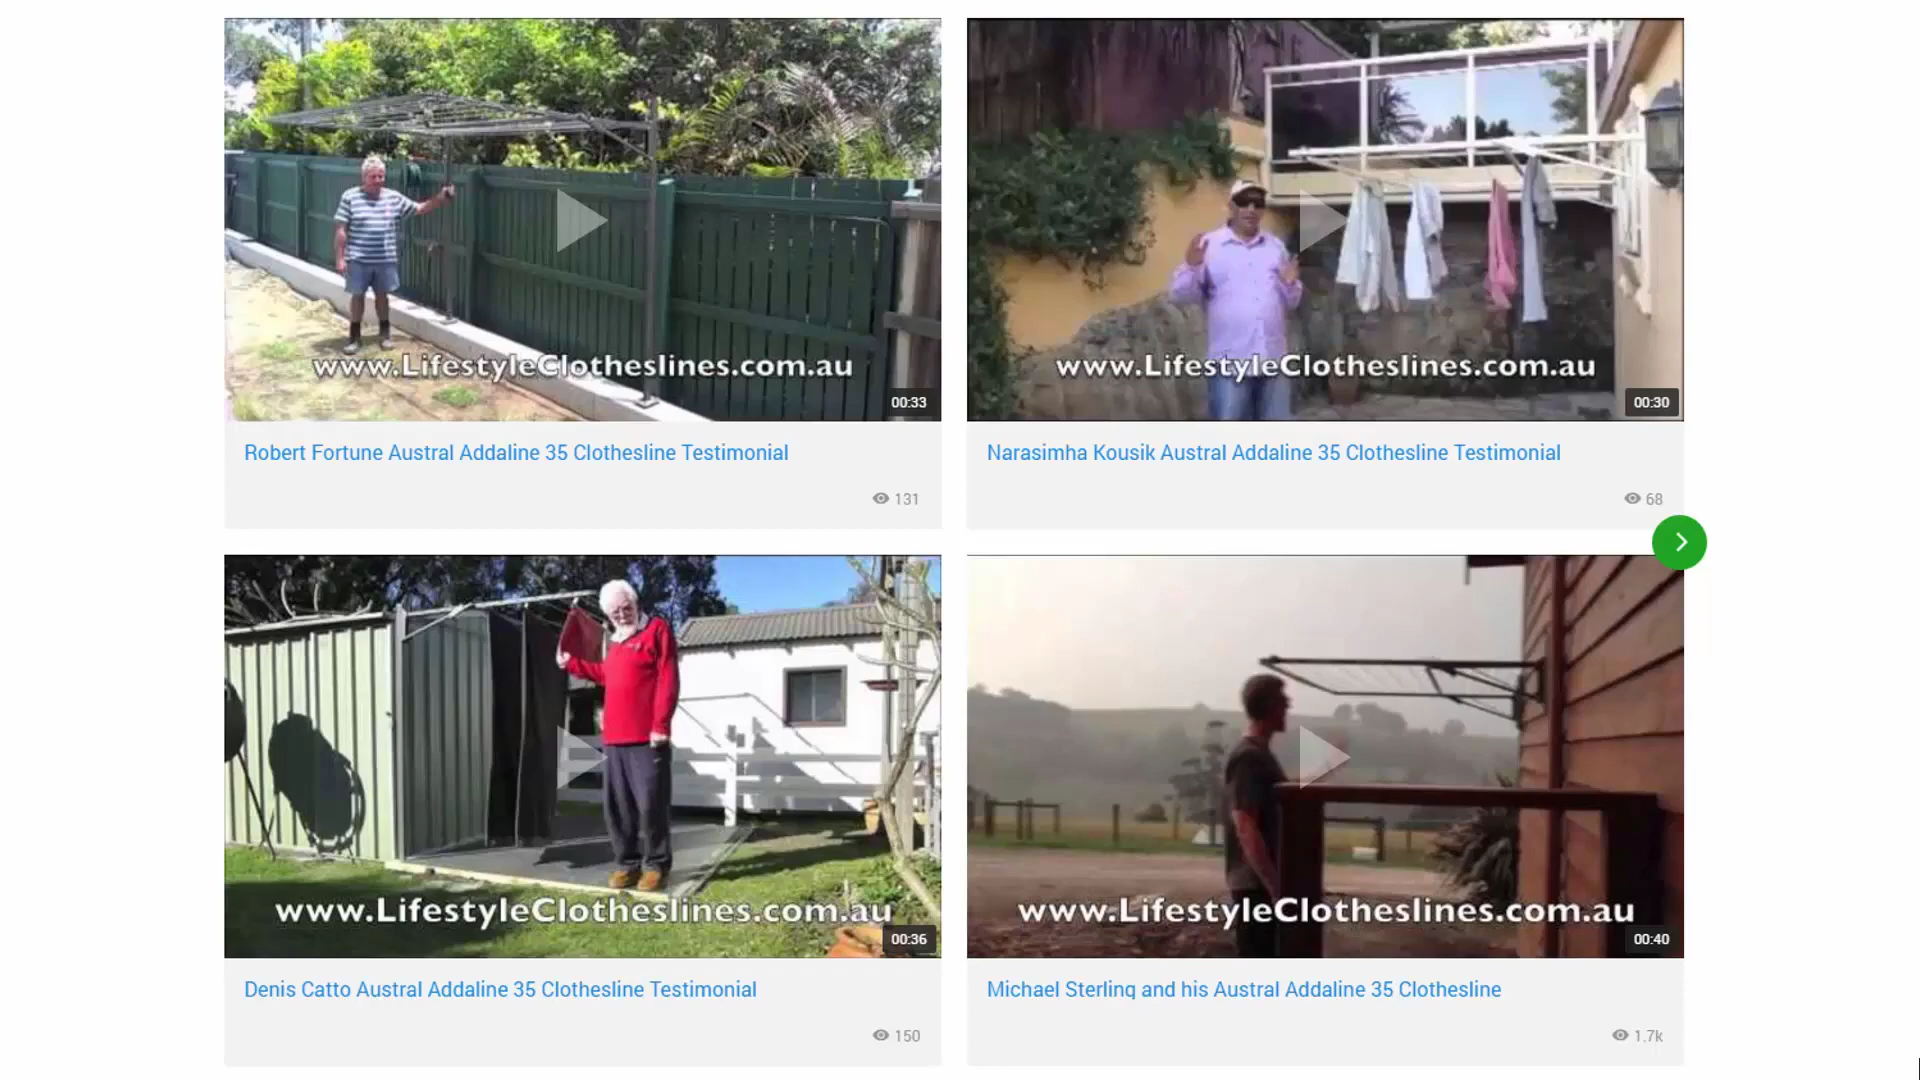 www.LifestyleClotheslines.com.au
00:33
Robert Fortune Austral Addaline 35 Clothesline Testimonial
131
www.LifestyleClotheslines.com.au
00:30
Narasimha Kousik Austral Addaline 35 Clothesline Testimonial
68
www.LifestyleClotheslines.com.au
00:36
Denis Catto Austral Addaline 35 Clothesline Testimonial
150
www.LifestyleClotheslines.com.au
00:40
Michael Sterling and his Austral Addaline 35 Clothesline
1.7k